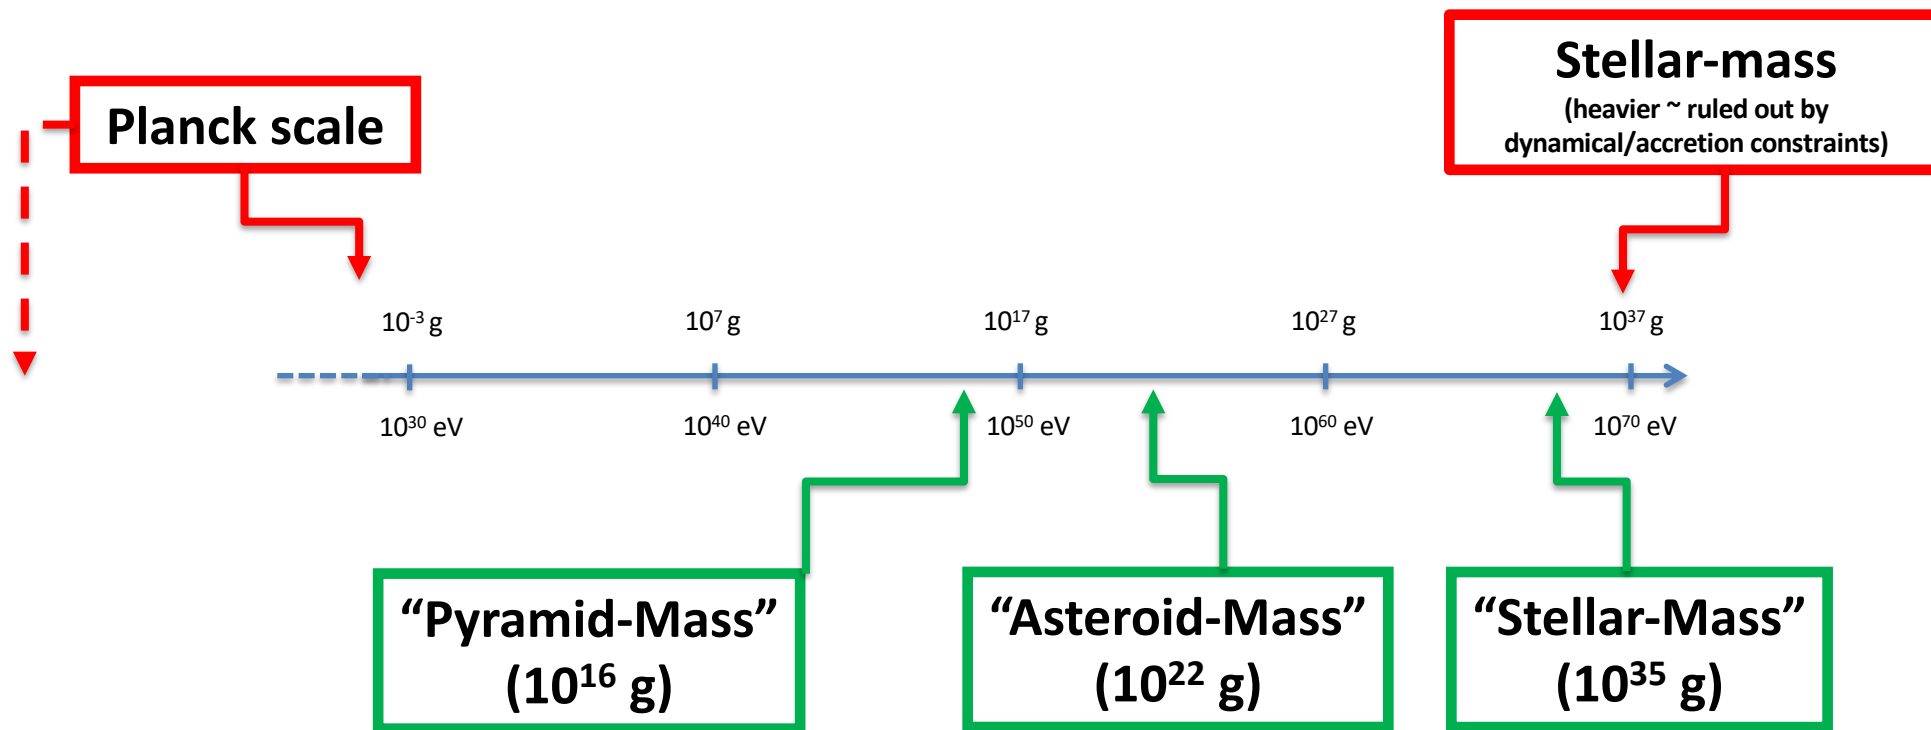 Stellar-mass
(heavier ~ ruled out by
dynamical/accretion constraints)
Planck scale
10⁻³ g
10⁷ g
10¹⁷ g
10²⁷ g
10³⁷ g
10³⁰ eV
10⁴⁰ eV
10⁵⁰ eV
10⁶⁰ eV
10⁷⁰ eV
“Pyramid-Mass”
(10¹⁶ g)
“Asteroid-Mass”
(10²² g)
“Stellar-Mass”
(10³⁵ g)